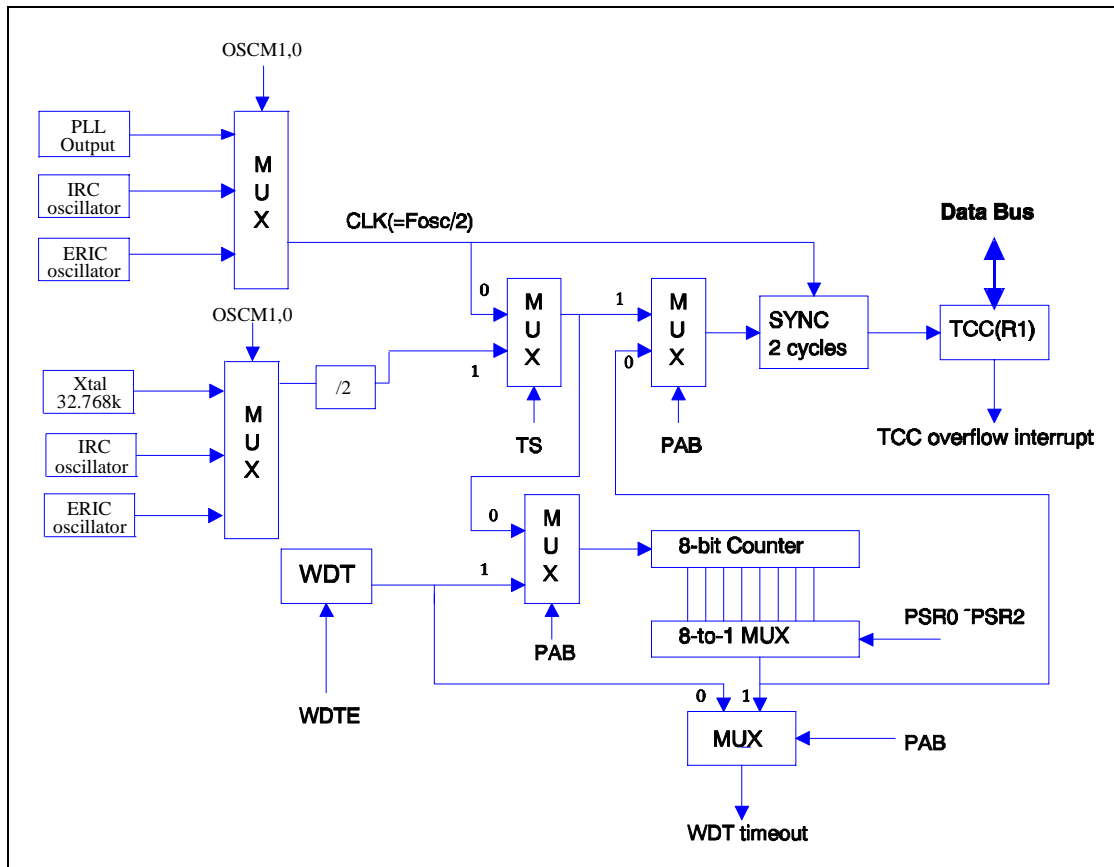 OSCM1,0
PLL
Output
IRC
oscillator
ERIC
oscillator
M
U
X
CLK(=Fosc/2)
Data Bus
OSCM1,0
0
1
M
U
X
TS
1
0
M
U
X
PAB
SYNC
2 cycles
TCC(R1)
TCC overflow interrupt
Xtal
32.768k
IRC
oscillator
ERIC
oscillator
M
U
X
/2
0
1
M
U
X
PAB
WDT
WDTE
8-bit Counter
8-to-1 MUX
PSR0 ~PSR2
0
1
MUX
PAB
WDT timeout